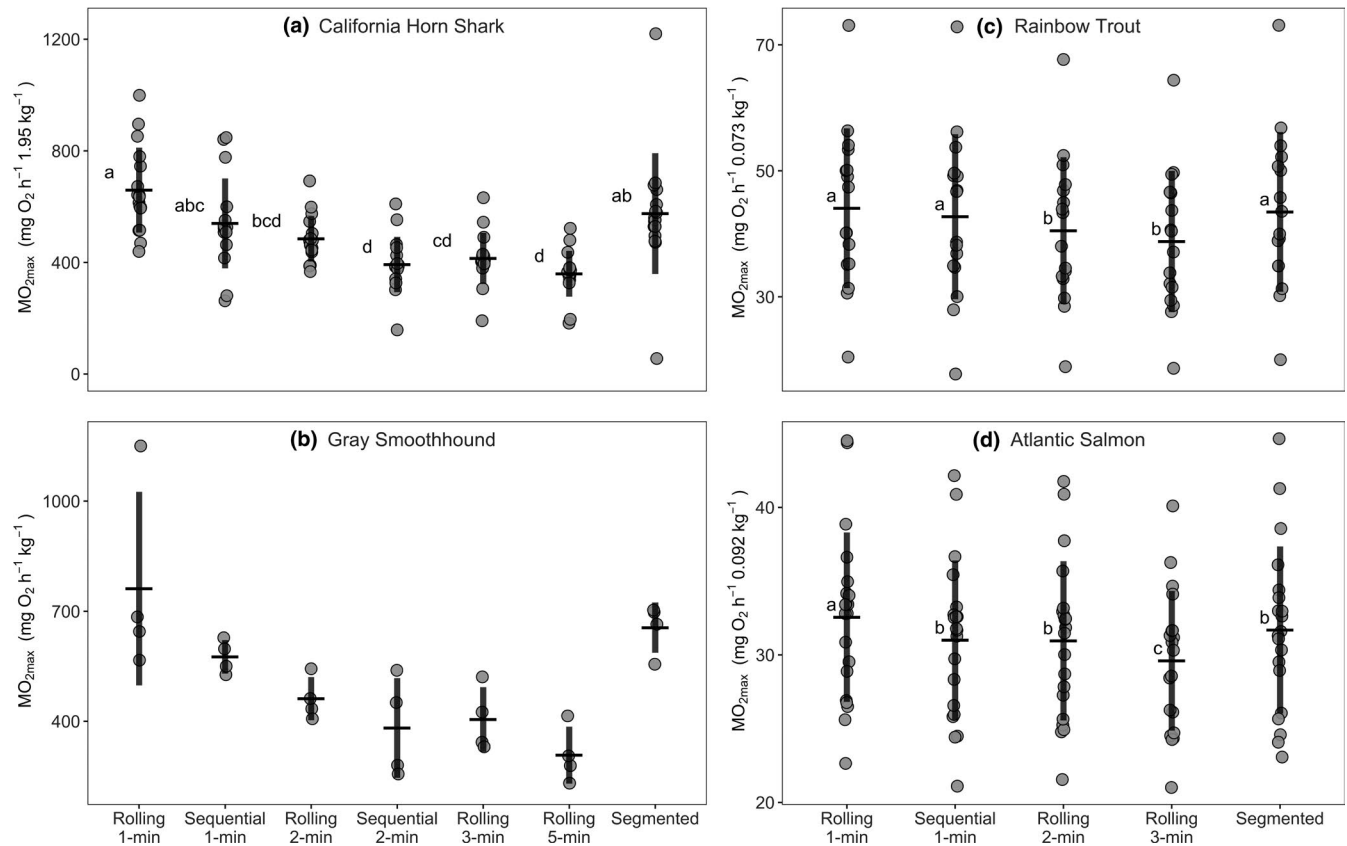 (a) California Horn Shark
MO2max (mg O2 h−1 1.95 kg−1 )
1200
800
400
0
a
abc
bcd
d
cd
d
ab
(c) Rainbow Trout
MO2max (mg O2 h−1 0.073 kg−1 )
70
50
30
a
a
b
b
a
(b) Gray Smoothhound
MO2max (mg O2 h−1 kg−1 )
1000
700
400
Rolling Sequential Rolling Sequential Rolling Rolling Segmented
1-min 1-min 2-min 2-min 3-min 5-min
(d) Atlantic Salmon
MO2max (mg O2 h−1 0.092 kg−1 )
40
30
20
a
b
b
c
b
Rolling Sequential Rolling Rolling Segmented
1-min 1-min 2-min 3-min